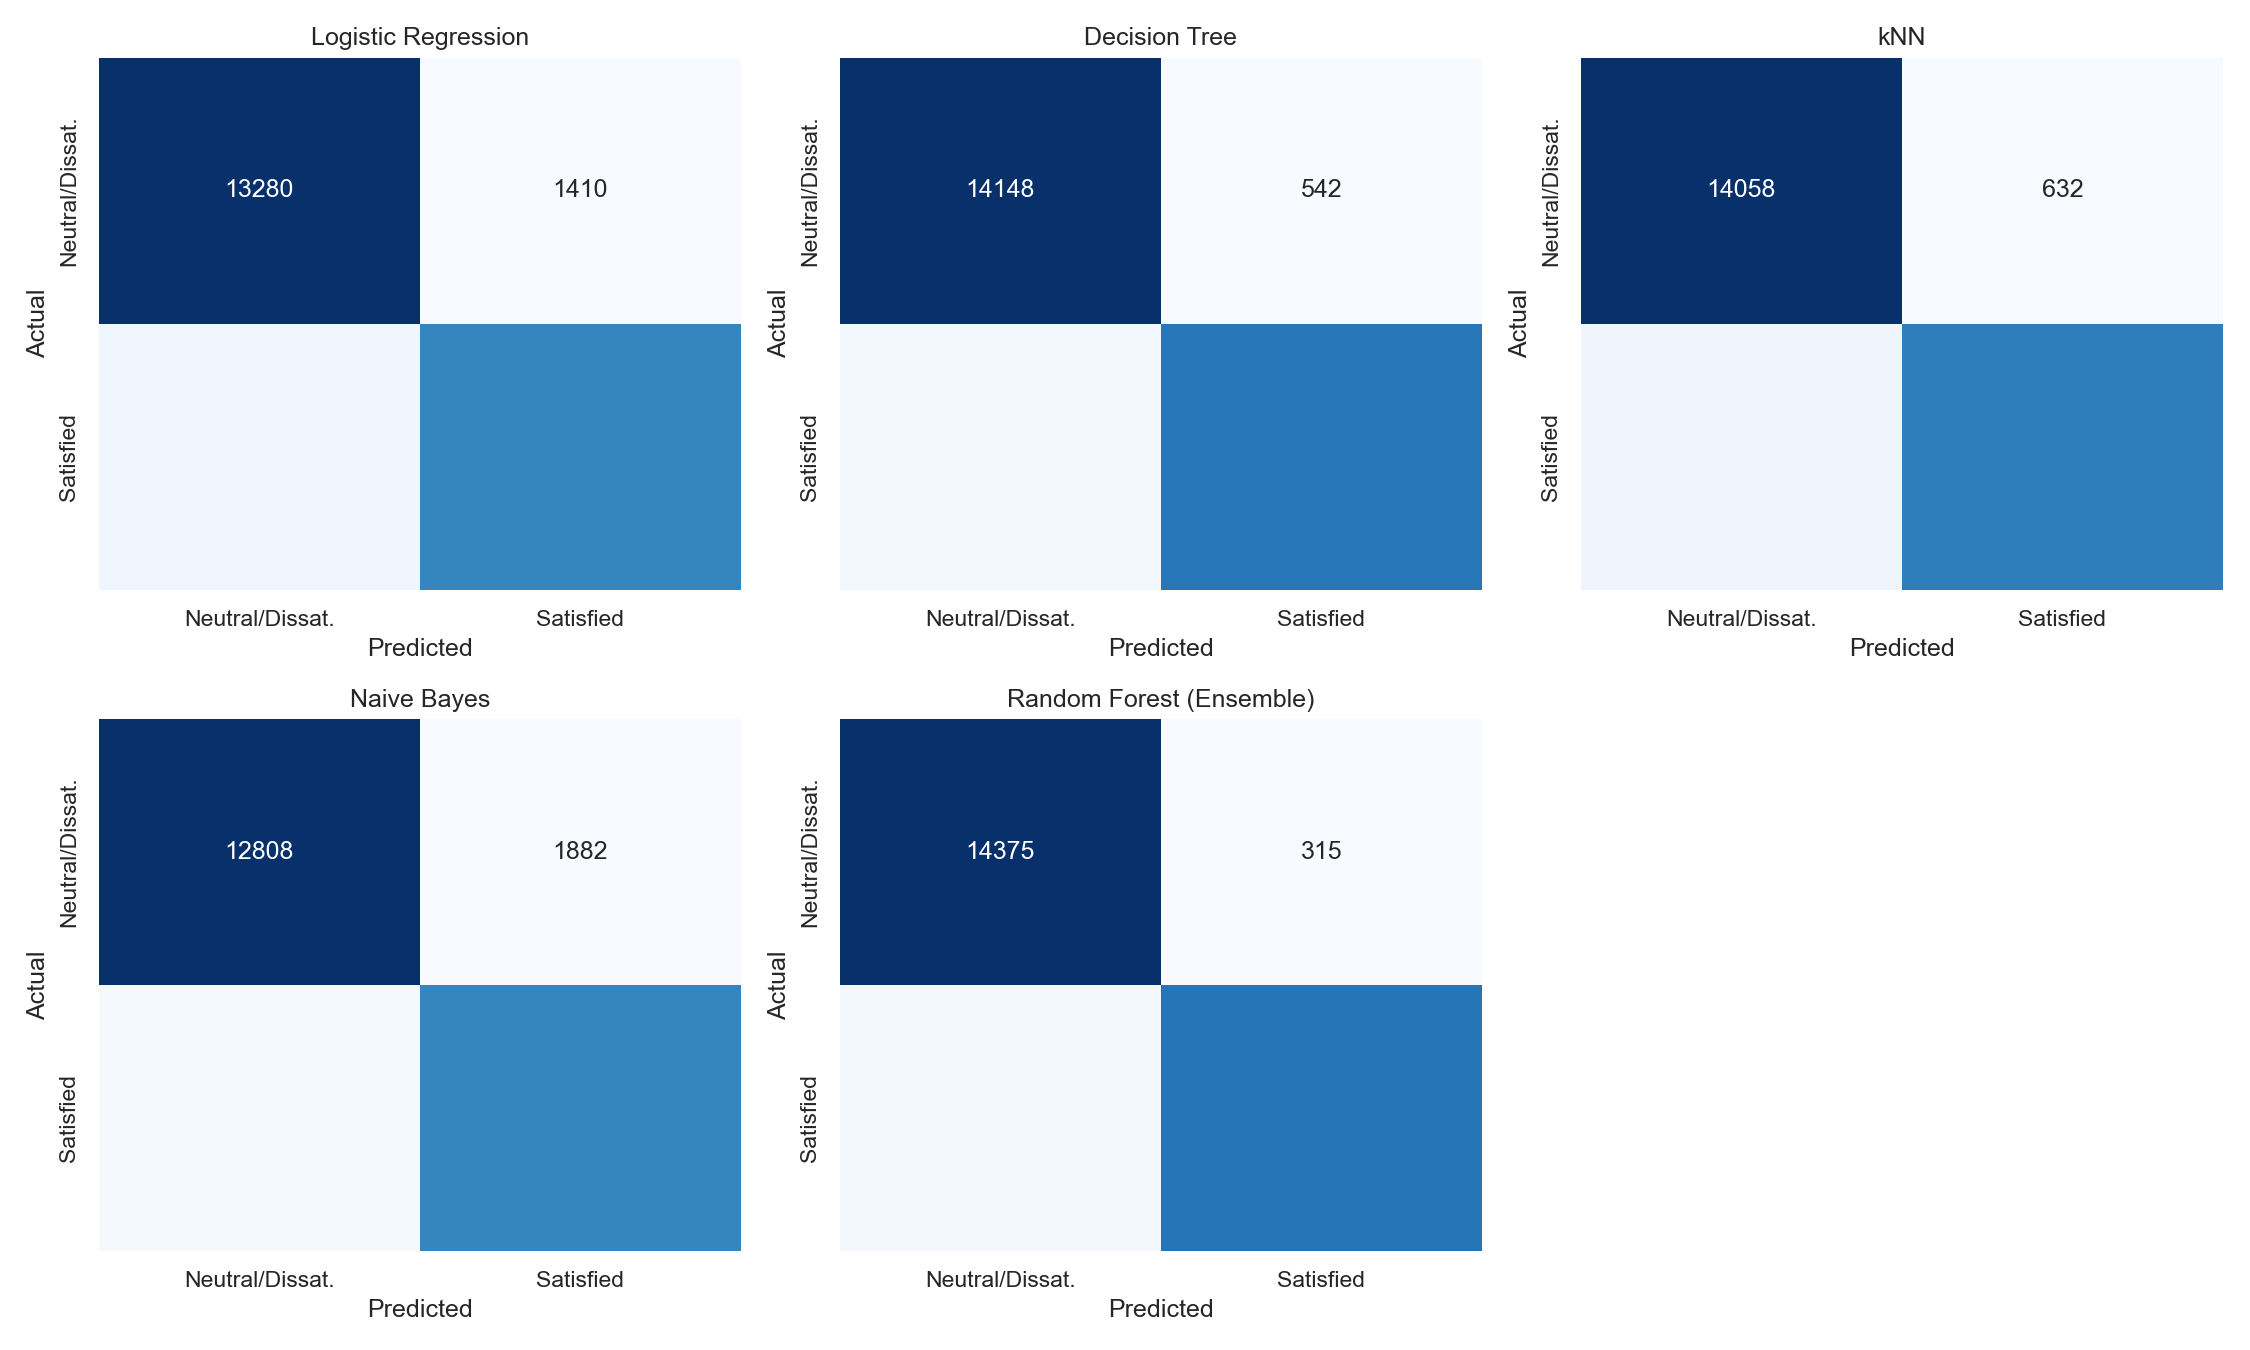 Logistic Regression
Neutral/Dissat.
Satisfied
Actual
13280 1410
Neutral/Dissat. Satisfied
Predicted
Decision Tree
Neutral/Dissat.
Satisfied
Actual
14148 542
Neutral/Dissat. Satisfied
Predicted
kNN
Neutral/Dissat.
Satisfied
Actual
14058 632
Neutral/Dissat. Satisfied
Predicted
Naive Bayes
Neutral/Dissat.
Satisfied
Actual
12808 1882
Neutral/Dissat. Satisfied
Predicted
Random Forest (Ensemble)
Neutral/Dissat.
Satisfied
Actual
14375 315
Neutral/Dissat. Satisfied
Predicted